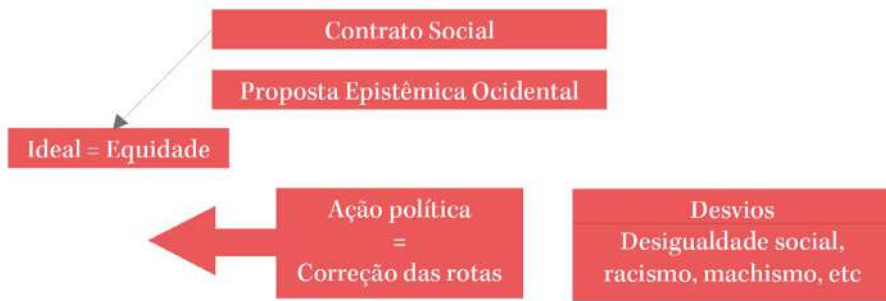 Contrato Social
Proposta Epistêmica Ocidental
Ideal = Equidade
Ação política
=
Correção das rotas
Desvios
Desigualdade social,
racismo, machismo, etc